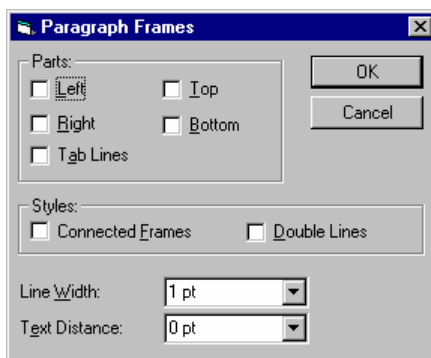 Paragraph Frames
Parts:
Left
Top
Right
Bottom
Tab Lines
OK
Cancel
Styles:
Connected Frames
Double Lines
Line Width:
1 pt
Text Distance:
0 pt